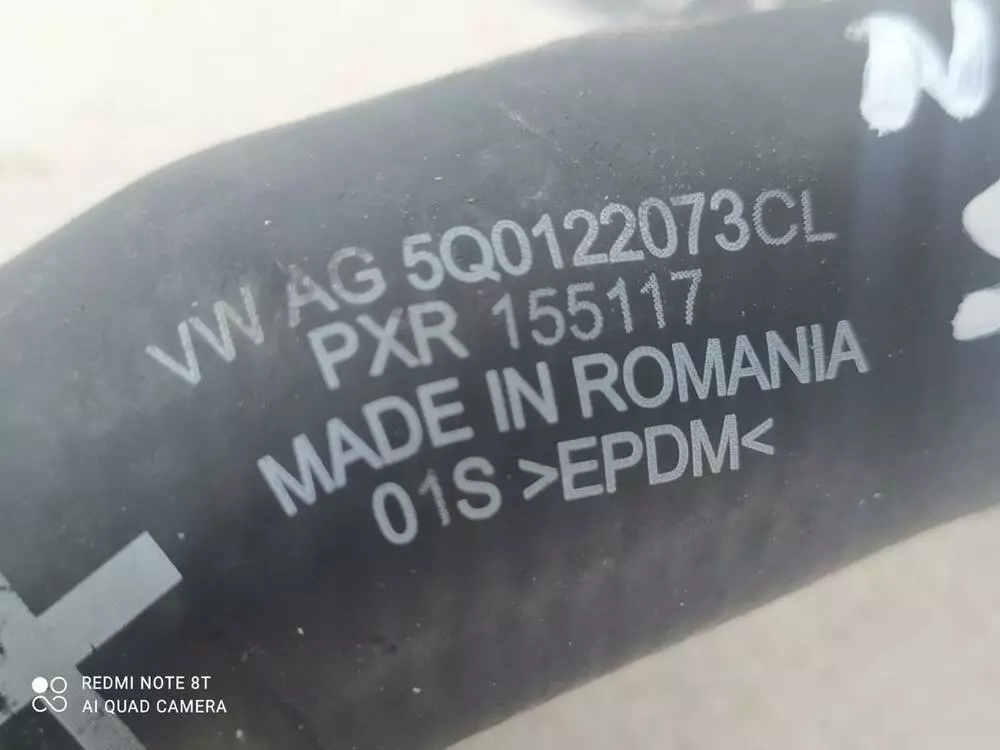 VW AG 5Q0122073CL
PXR 155117
MADE IN ROMANIA
01S >EPDM<
REDMI NOTE 8T
AI QUAD CAMERA